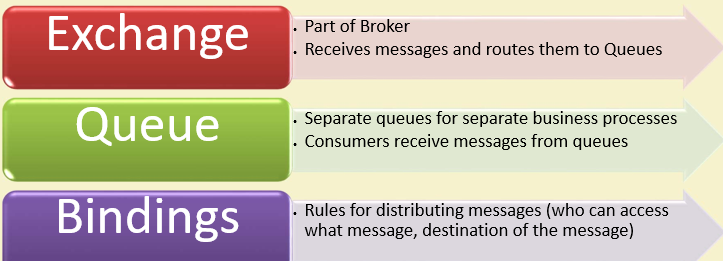 Exchange
• Part of Broker
• Receives messages and routes them to Queues
Queue
• Separate queues for separate business processes
• Consumers receive messages from queues
Bindings
• Rules for distributing messages (who can access
what message, destination of the message)